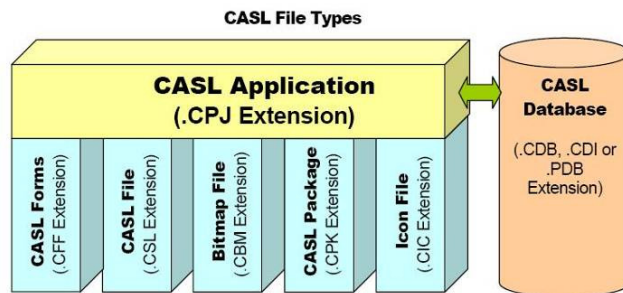 CASL File Types
CASL Application
(.CPJ Extension)
CASL Forms
(.CFF Extension)
CASL File
(.CSL Extension)
Bitmap File
(.CBM Extension)
CASL Package
(.CPK Extension)
Icon File
(.CIC Extension)
CASL
Database
(.CDB, .CDI or
.PDB
Extension)